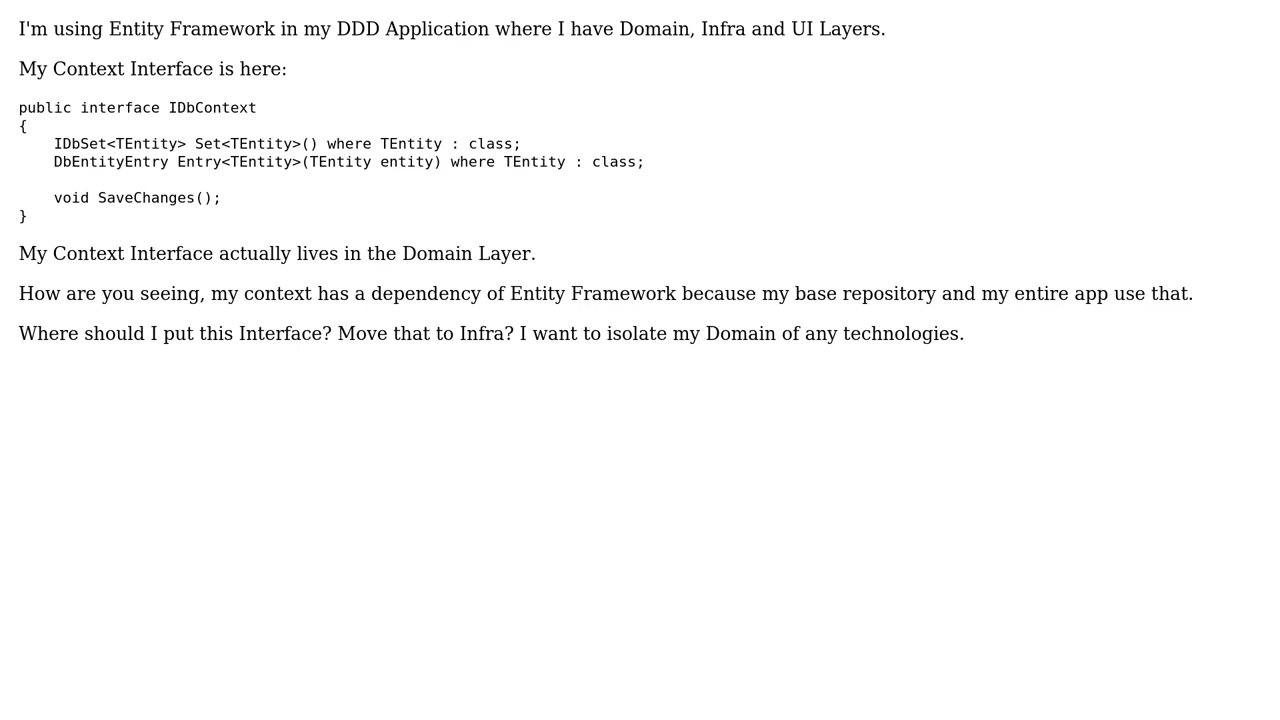 I'm using Entity Framework in my DDD Application where I have Domain, Infra and UI Layers.
My Context Interface is here:
public interface IDbContext
{
    IDbSet<TEntity> Set<TEntity>() where TEntity : class;
    DbEntityEntry Entry<TEntity>(TEntity entity) where TEntity : class;
    void SaveChanges();
}
My Context Interface actually lives in the Domain Layer.
How are you seeing, my context has a dependency of Entity Framework because my base repository and my entire app use that.
Where should I put this Interface? Move that to Infra? I want to isolate my Domain of any technologies.